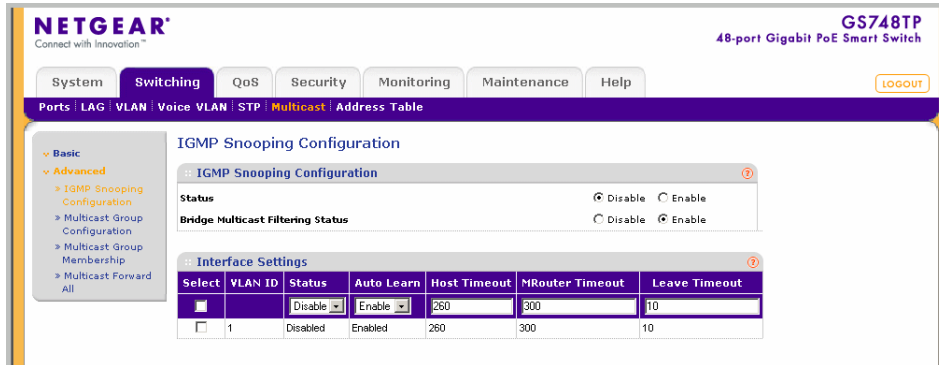 NETGEAR®
GS748TP
Connect with Innovation™
48-port Gigabit PoE Smart Switch
System Switching QoS Security Monitoring Maintenance Help
LOGOUT
Ports LAG VLAN Voice VLAN STP Multicast Address Table
Basic
Advanced
» IGMP Snooping
Configuration
» Multicast Group
Configuration
» Multicast Group
Membership
» Multicast Forward
All
IGMP Snooping Configuration
:: IGMP Snooping Configuration ?
Status Disable Enable
Bridge Multicast Filtering Status Disable Enable
:: Interface Settings ?
Select VLAN ID Status Auto Learn Host Timeout MRouter Timeout Leave Timeout
Disable Enable 260 300 10
1 Disabled Enabled 260 300 10